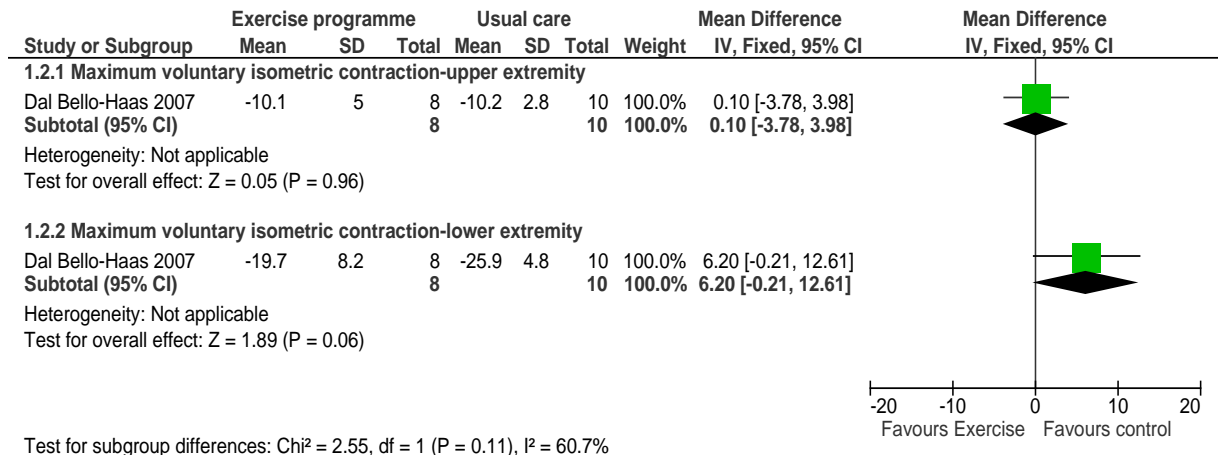 Exercise programme Usual care Mean Difference Mean Difference
Study or Subgroup Mean SD Total Mean SD Total Weight IV, Fixed, 95% CI IV, Fixed, 95% CI
1.2.1 Maximum voluntary isometric contraction-upper extremity
Dal Bello-Haas 2007 -10.1 5 8 -10.2 2.8 10 100.0% 0.10 [-3.78, 3.98]
Subtotal (95% CI) 8 10 100.0% 0.10 [-3.78, 3.98]
Heterogeneity: Not applicable
Test for overall effect: Z = 0.05 (P = 0.96)
1.2.2 Maximum voluntary isometric contraction-lower extremity
Dal Bello-Haas 2007 -19.7 8.2 8 -25.9 4.8 10 100.0% 6.20 [-0.21, 12.61]
Subtotal (95% CI) 8 10 100.0% 6.20 [-0.21, 12.61]
Heterogeneity: Not applicable
Test for overall effect: Z = 1.89 (P = 0.06)
-20 -10 0 10 20
Favours Exercise Favours control
Test for subgroup differences: Chi² = 2.55, df = 1 (P = 0.11), I² = 60.7%